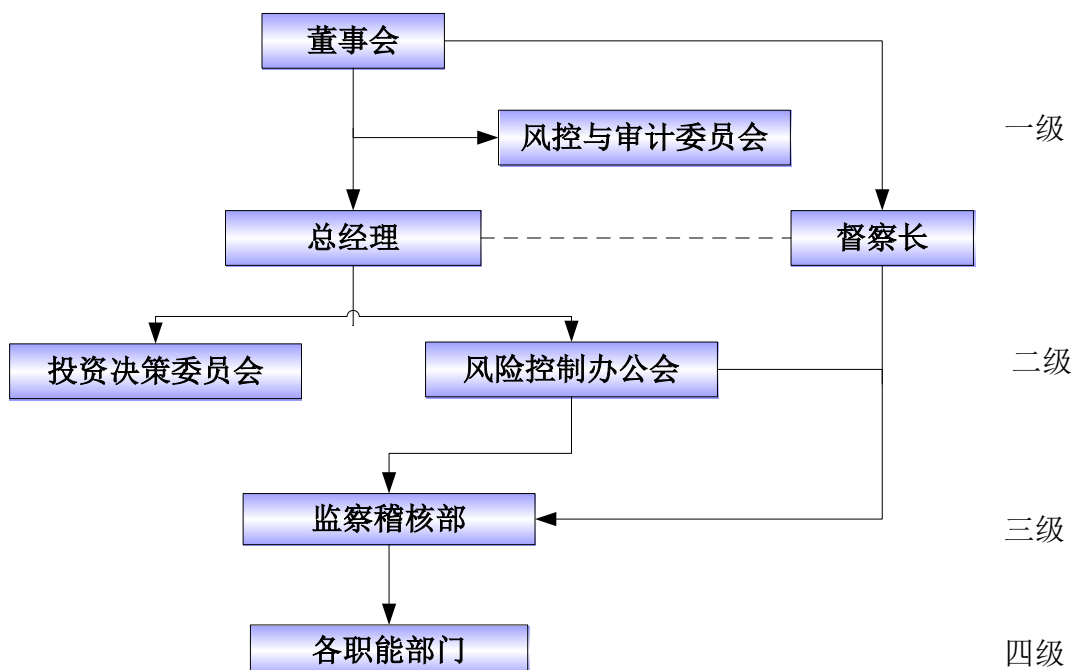 董事会
一级
风控与审计委员会
总经理
督察长
投资决策委员会
风险控制办公会
二级
监察稽核部
三级
各职能部门
四级